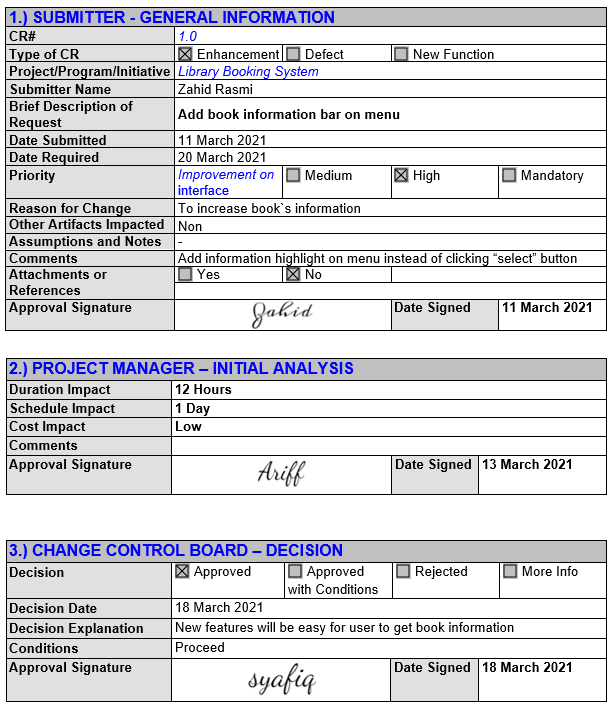 1.) SUBMITTER - GENERAL INFORMATION
CR# 1.0
Type of CR Enhancement Defect New Function
Project/Program/Initiative Library Booking System
Submitter Name Zahid Rasmi
Brief Description of
Request Add book information bar on menu
Date Submitted 11 March 2021
Date Required 20 March 2021
Priority Improvement on Medium High Mandatory
interface
Reason for Change To increase book`s information
Other Artifacts Impacted Non
Assumptions and Notes -
Comments Add information highlight on menu instead of clicking “select” button
Attachments or Yes No
References
Approval Signature Zahid Date Signed 11 March 2021
2.) PROJECT MANAGER – INITIAL ANALYSIS
Duration Impact 12 Hours
Schedule Impact 1 Day
Cost Impact Low
Comments
Approval Signature Ariff Date Signed 13 March 2021
3.) CHANGE CONTROL BOARD – DECISION
Decision Approved Approved Rejected More Info
with Conditions
Decision Date 18 March 2021
Decision Explanation New features will be easy for user to get book information
Conditions Proceed
Approval Signature syafiq Date Signed 18 March 2021